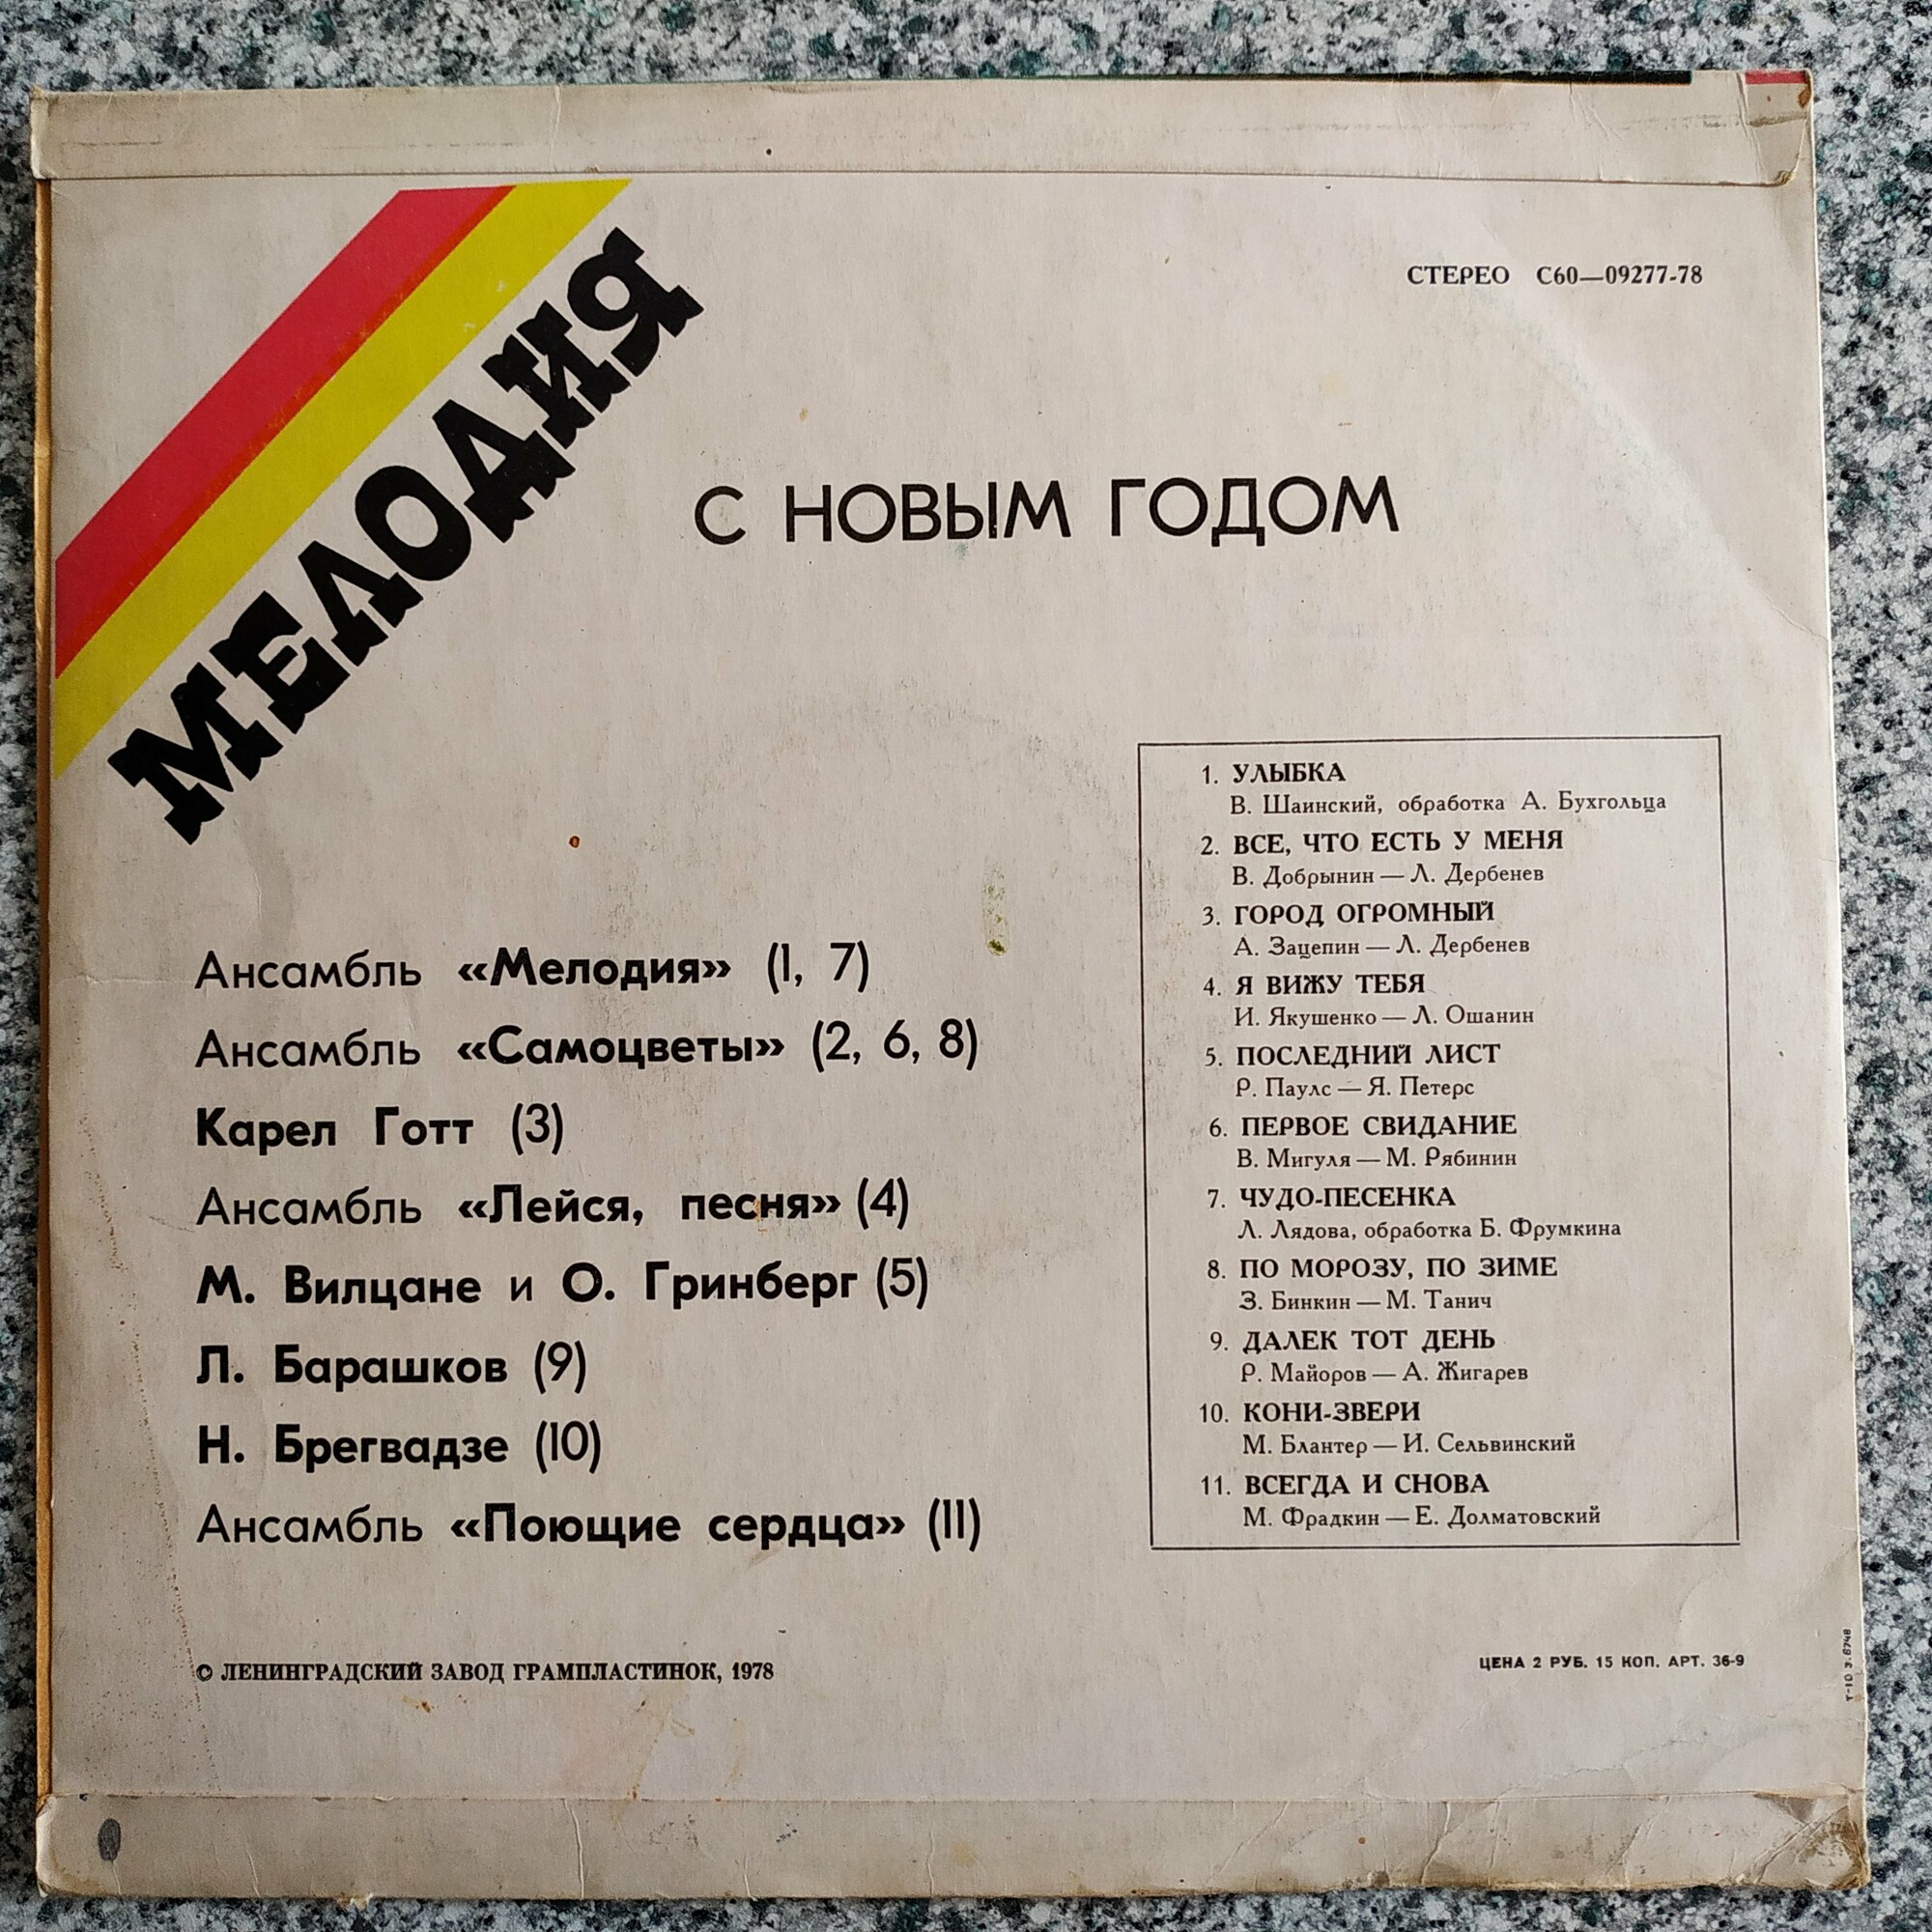 МЕЛОДИЯ
СТЕРЕО С60—09277-78
С НОВЫМ ГОДОМ
Ансамбль «Мелодия» (1, 7)
Ансамбль «Самоцветы» (2, 6, 8)
Карел Готт (3)
Ансамбль «Лейся, песня» (4)
М. Вилцане и О. Гринберг (5)
Л. Барашков (9)
Н. Брегвадзе (10)
Ансамбль «Поющие сердца» (11)
1. УЛЫБКА
В. Шаинский, обработка А. Бухгольца
2. ВСЕ, ЧТО ЕСТЬ У МЕНЯ
В. Добрынин — Л. Дербенев
3. ГОРОД ОГРОМНЫЙ
А. Зацепин — Л. Дербенев
4. Я ВИЖУ ТЕБЯ
И. Якушенко — Л. Ошанин
5. ПОСЛЕДНИЙ ЛИСТ
Р. Паулс — Я. Петерс
6. ПЕРВОЕ СВИДАНИЕ
В. Мигуля — М. Рябинин
7. ЧУДО-ПЕСЕНКА
Л. Лядова, обработка Б. Фрумкина
8. ПО МОРОЗУ, ПО ЗИМЕ
З. Бинкин — М. Танич
9. ДАЛЕК ТОТ ДЕНЬ
Р. Майоров — А. Жигарев
10. КОНИ-ЗВЕРИ
М. Блантер — И. Сельвинский
11. ВСЕГДА И СНОВА
М. Фрадкин — Е. Долматовский
© ЛЕНИНГРАДСКИЙ ЗАВОД ГРАМПЛАСТИНОК, 1978
ЦЕНА 2 РУБ. 15 КОП. АРТ. 36-9